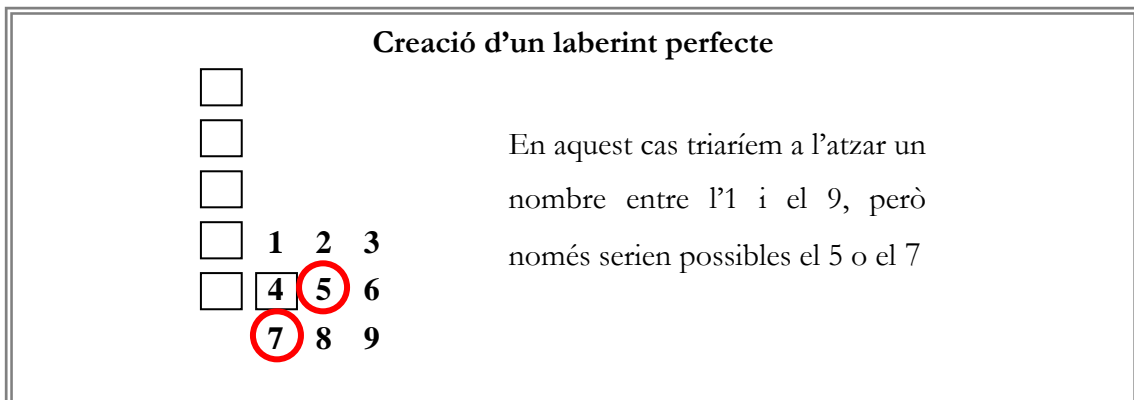 Creació d'un laberint perfecte
En aquest cas triaríem a l'atzar un
nombre entre l'1 i el 9, però
només serien possibles el 5 o el 7
1 2 3
4 5 6
7 8 9